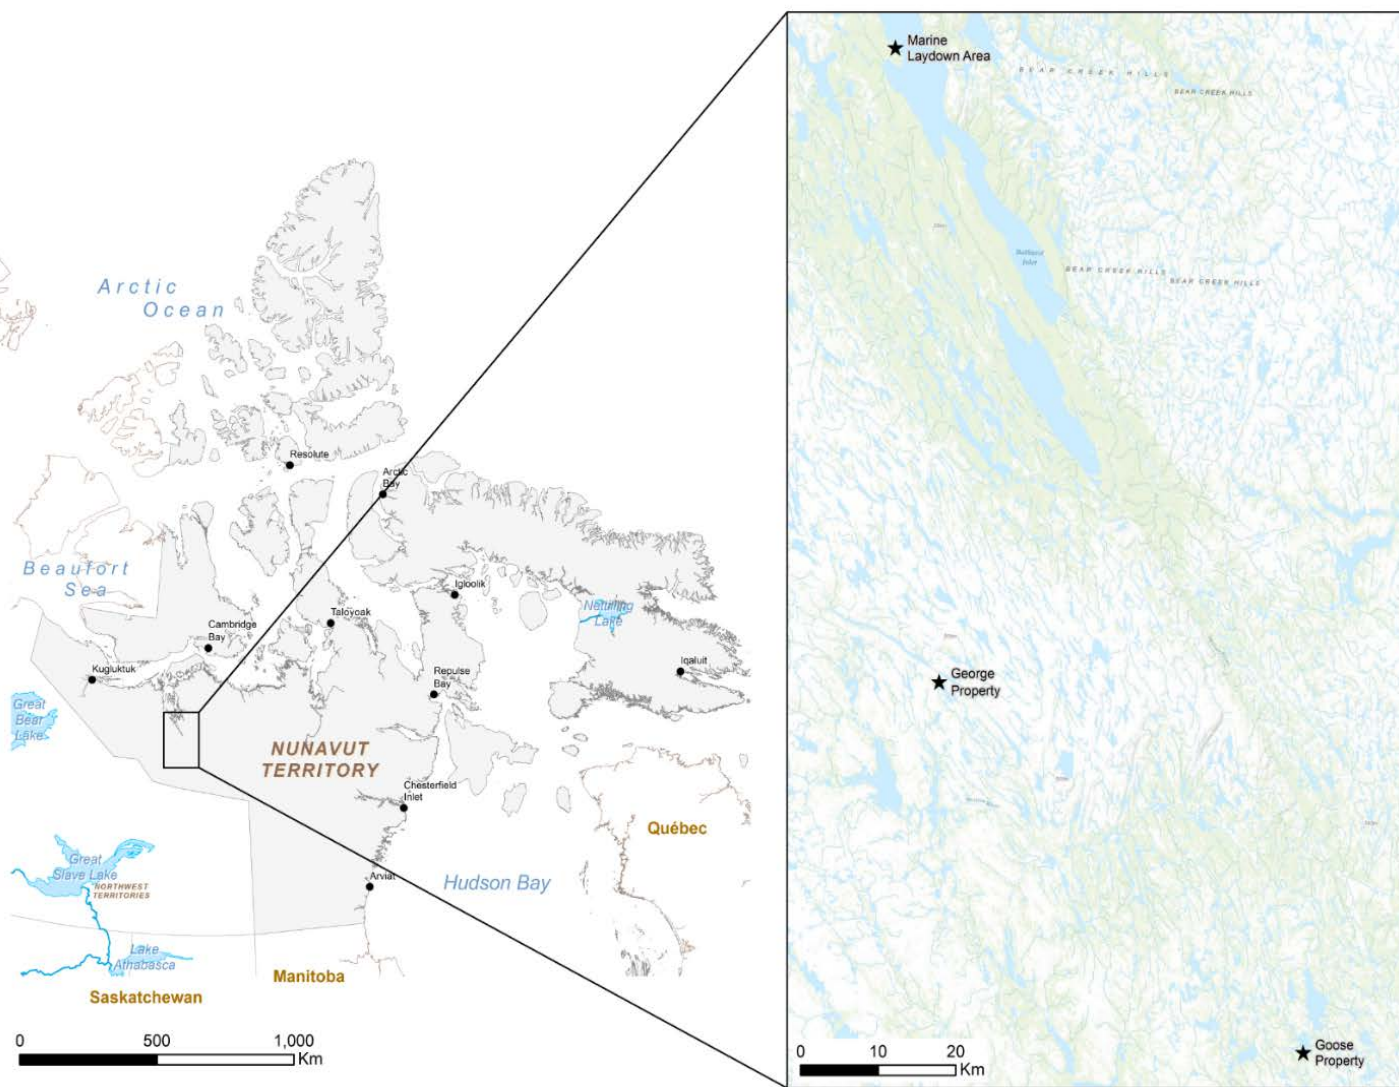 Arctic
Ocean
Resolute
Arctic
Bay
Beaufort
Sea
Igloolik
Nettilling
Lake
Taloyoak
Cambridge
Bay
Iqaluit
Kugluktuk
Repulse
Bay
Great
Bear
Lake
NUNAVUT
TERRITORY
Chesterfield
Inlet
Québec
Great
Slave Lake
NORTHWEST
TERRITORIES
Arviat
Hudson Bay
Lake
Athabasca
Manitoba
Saskatchewan
0 500 1,000
Km
Marine
Laydown Area
BEAR CREEK HILLS
BEAR CREEK HILLS
Bathurst
Inlet
BEAR CREEK HILLS
BEAR CREEK HILLS
George
Property
Goose
Property
0 10 20
Km